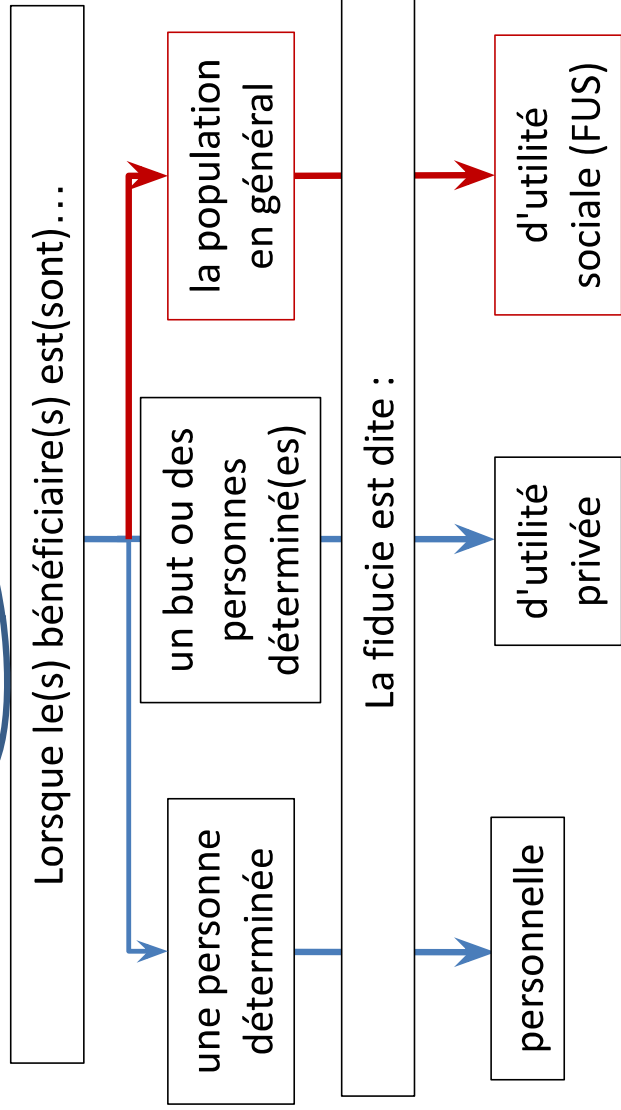 Lorsque le(s) bénéficiaire(s) est(sont)…
une personne
déterminée
un but ou des
personnes
déterminé(es)
la population
en général
La fiducie est dite :
personnelle
d'utilité
privée
d'utilité
sociale (FUS)